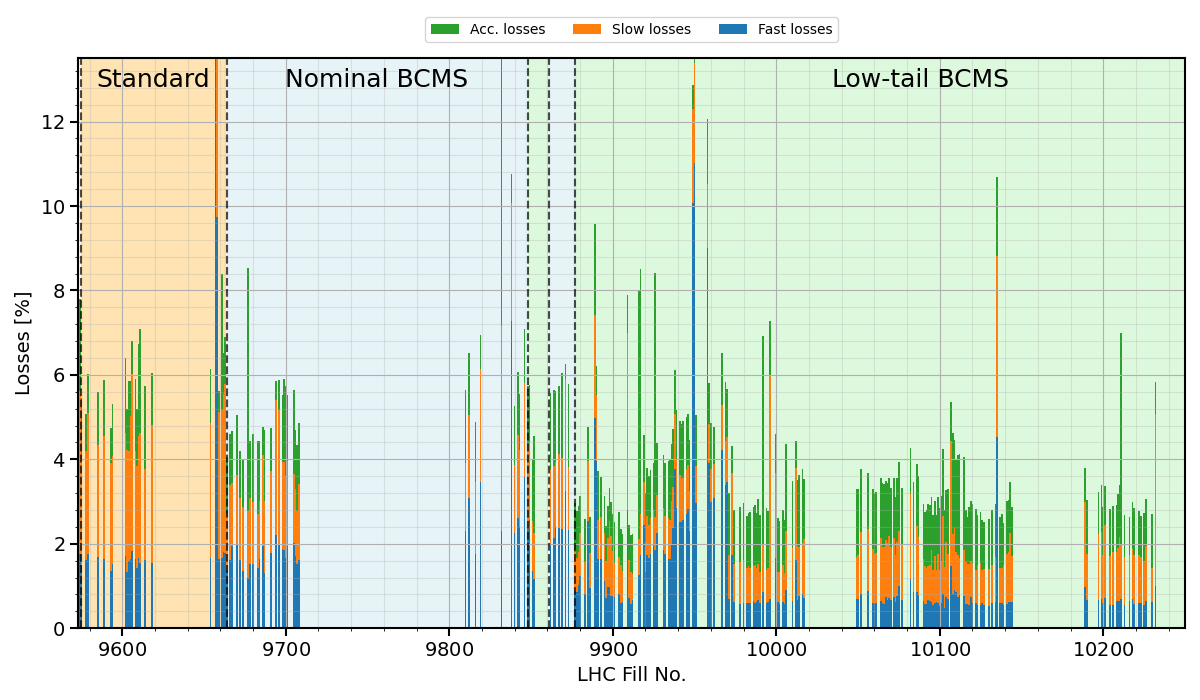 Acc. losses Slow losses Fast losses
Standard Nominal BCMS Low-tail BCMS
Losses [%]
12
10
8
6
4
2
0
9600 9700 9800 9900 10000 10100 10200
LHC Fill No.